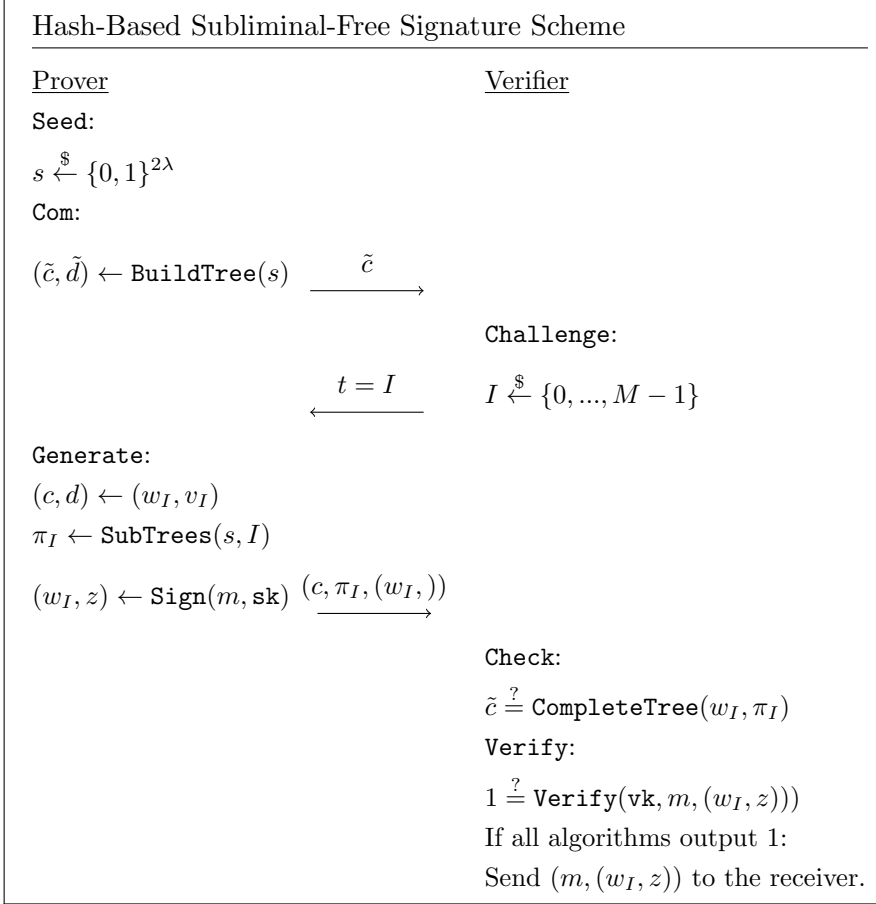 Hash-Based Subliminal-Free Signature Scheme
Prover Verifier
Seed:
s $← {0, 1}^{2λ}
Com:
(c̃, d̃) ← BuildTree(s) c̃
Challenge:
t = I I $← {0, ..., M − 1}
Generate:
(c, d) ← (w_I, v_I)
π_I ← SubTrees(s, I)
(w_I, z) ← Sign(m, sk) (c, π_I, (w_I, ))
Check:
c̃ ?= CompleteTree(w_I, π_I)
Verify:
1 ?= Verify(vk, m, (w_I, z)))
If all algorithms output 1:
Send (m, (w_I, z)) to the receiver.